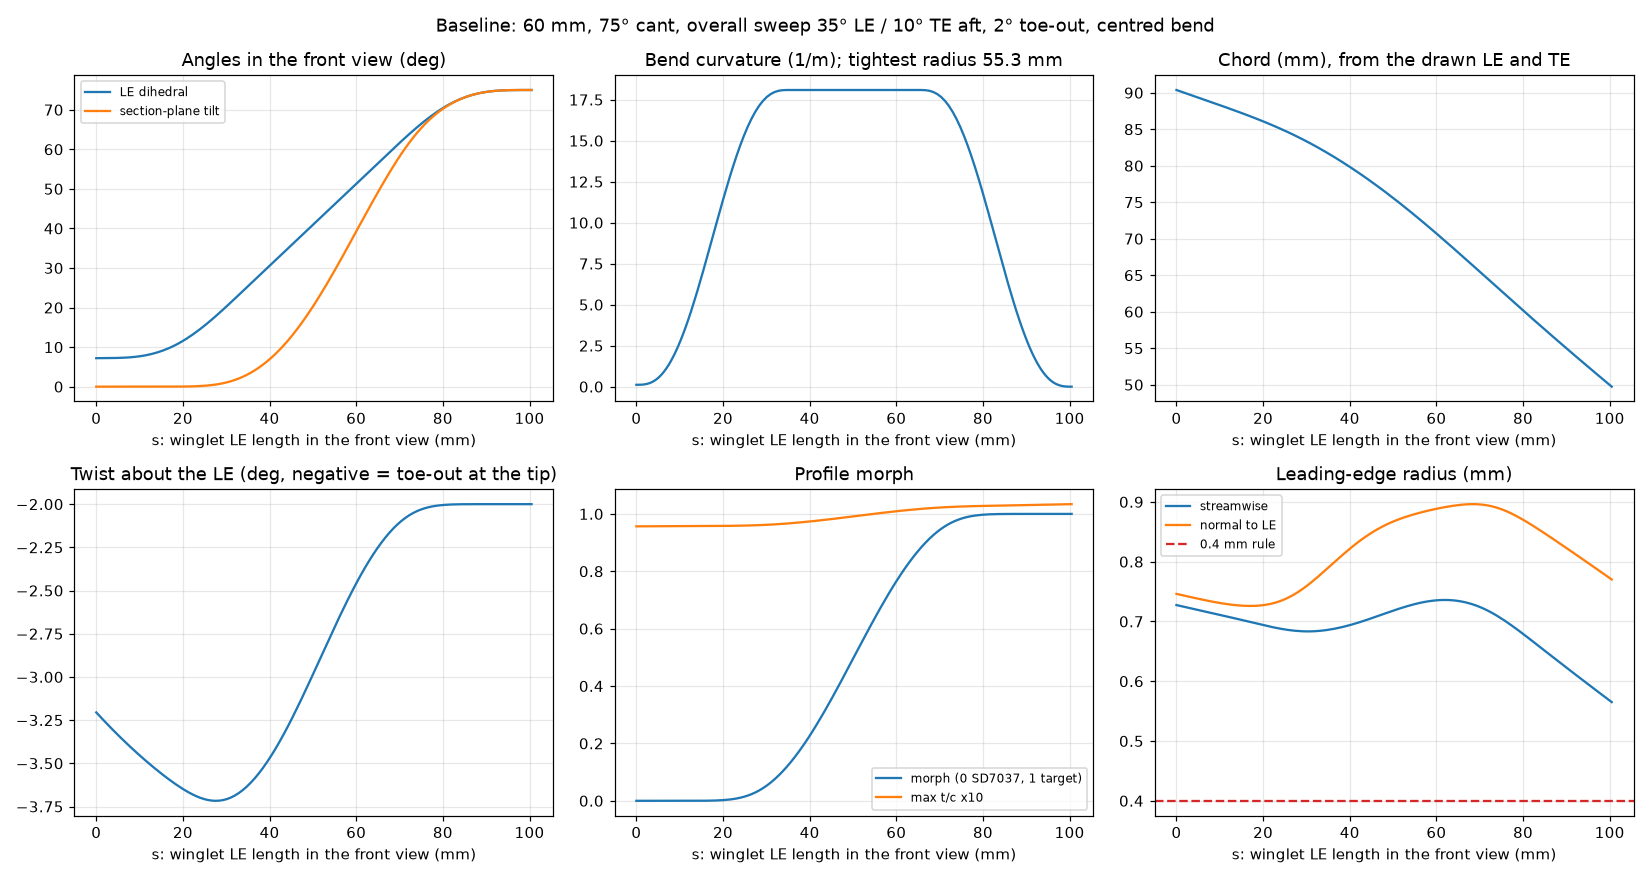 Baseline: 60 mm, 75° cant, overall sweep 35° LE / 10° TE aft, 2° toe-out, centred bend
Angles in the front view (deg)
LE dihedral
section-plane tilt
70
60
50
40
30
20
10
0
0 20 40 60 80 100
s: winglet LE length in the front view (mm)
Bend curvature (1/m); tightest radius 55.3 mm
17.5
15.0
12.5
10.0
7.5
5.0
2.5
0.0
0 20 40 60 80 100
s: winglet LE length in the front view (mm)
Chord (mm), from the drawn LE and TE
90
85
80
75
70
65
60
55
50
0 20 40 60 80 100
s: winglet LE length in the front view (mm)
Twist about the LE (deg, negative = toe-out at the tip)
−2.00
−2.25
−2.50
−2.75
−3.00
−3.25
−3.50
−3.75
0 20 40 60 80 100
s: winglet LE length in the front view (mm)
Profile morph
1.0
0.8
0.6
0.4
0.2
0.0
morph (0 SD7037, 1 target)
max t/c x10
0 20 40 60 80 100
s: winglet LE length in the front view (mm)
Leading-edge radius (mm)
streamwise
normal to LE
0.4 mm rule
0.9
0.8
0.7
0.6
0.5
0.4
0 20 40 60 80 100
s: winglet LE length in the front view (mm)